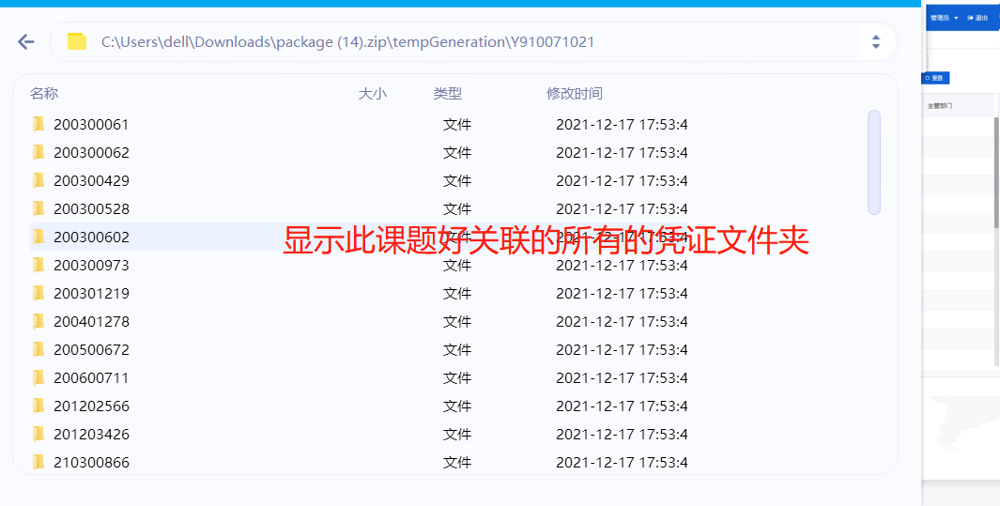 C:\Users\dell\Downloads\package (14).zip\tempGeneration\Y910071021
管理员 退出
重置
主管部门
名称 大小 类型 修改时间
200300061 文件 2021-12-17 17:53:4
200300062 文件 2021-12-17 17:53:4
200300429 文件 2021-12-17 17:53:4
200300528 文件 2021-12-17 17:53:4
200300602 文件 2021-12-17 17:53:4
显示此课题好关联的所有的凭证文件夹
200300973 文件 2021-12-17 17:53:4
200301219 文件 2021-12-17 17:53:4
200401278 文件 2021-12-17 17:53:4
200500672 文件 2021-12-17 17:53:4
200600711 文件 2021-12-17 17:53:4
201202566 文件 2021-12-17 17:53:4
201203426 文件 2021-12-17 17:53:4
210300866 文件 2021-12-17 17:53:4